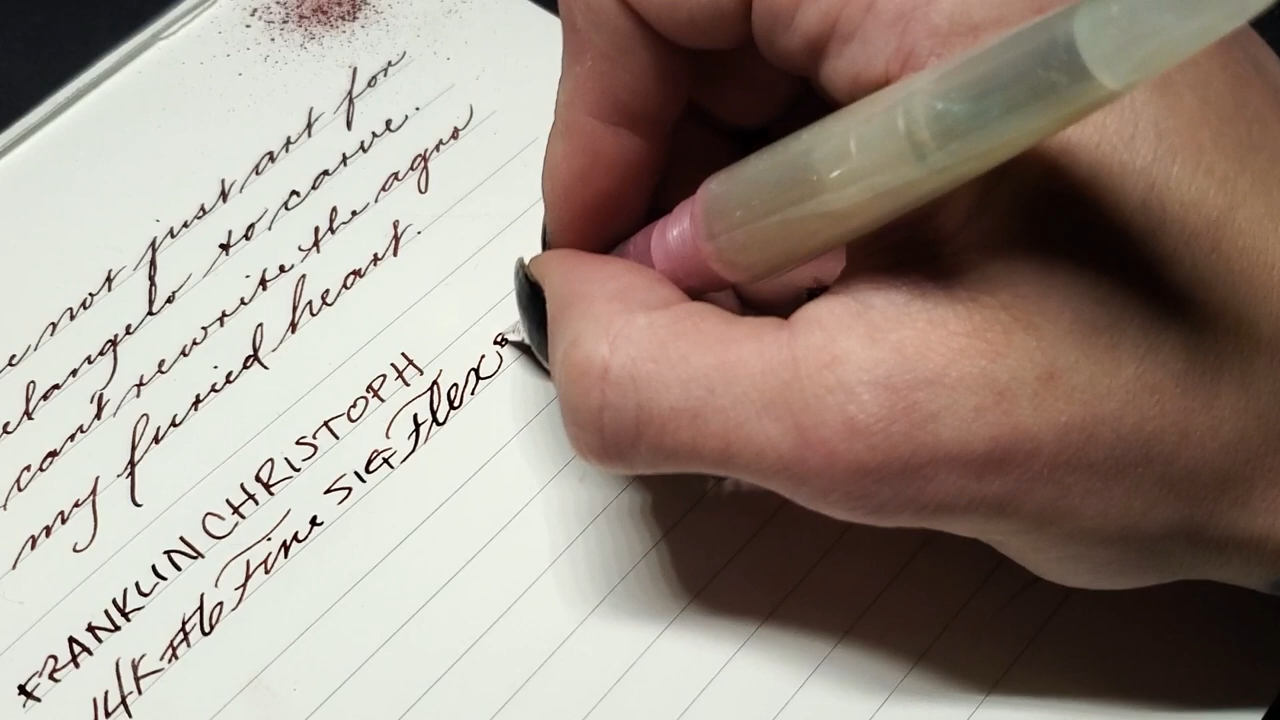 not just art for
to carve.
can't rewrite the agro
my furied heart.
FRANKLIN CHRISTOPH
14K #6 Fine SIG Flex